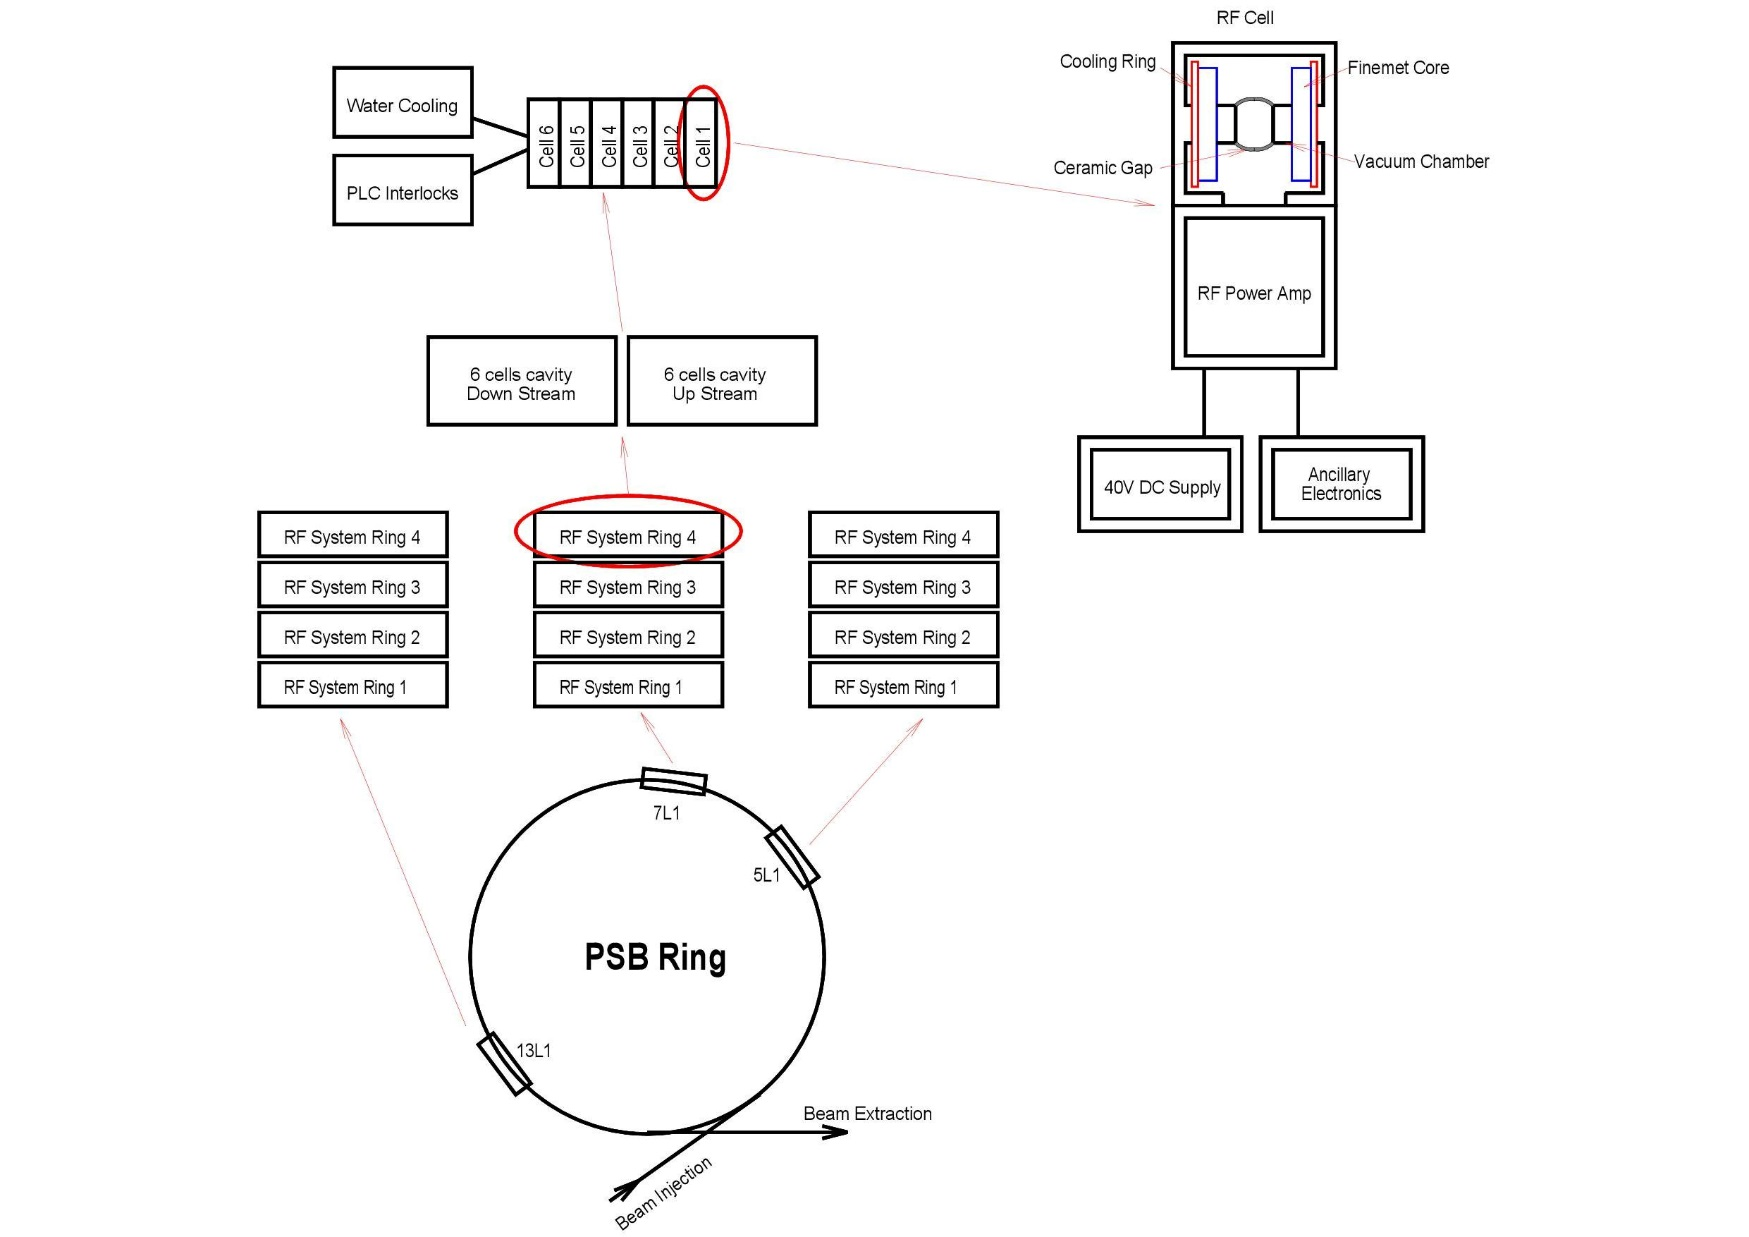 RF Cell
Cooling Ring
Finemet Core
Ceramic Gap
Vacuum Chamber
RF Power Amp
40V DC Supply
Ancillary
Electronics
Water Cooling
PLC Interlocks
Cell 6
Cell 5
Cell 4
Cell 3
Cell 2
Cell 1
6 cells cavity
Down Stream
6 cells cavity
Up Stream
RF System Ring 4
RF System Ring 3
RF System Ring 2
RF System Ring 1
RF System Ring 4
RF System Ring 3
RF System Ring 2
RF System Ring 1
RF System Ring 4
RF System Ring 3
RF System Ring 2
RF System Ring 1
7L1
5L1
PSB Ring
13L1
Beam Extraction
Beam Injection